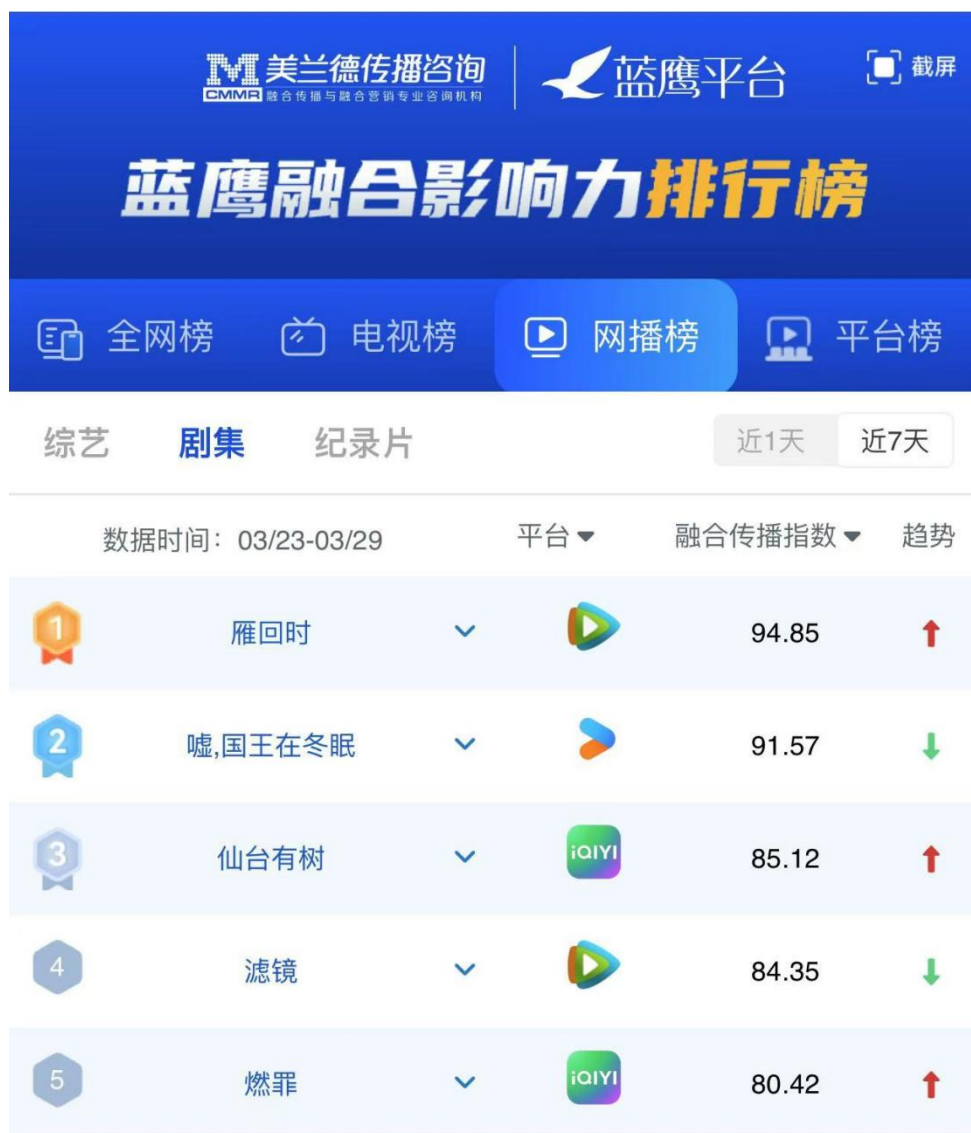 美兰德传播咨询
CMMR 融合传播与融合营销专业咨询机构
蓝鹰平台
截屏
蓝鹰融合影响力排行榜
全网榜 电视榜 网播榜 平台榜
综艺 剧集 纪录片 近1天 近7天
数据时间：03/23-03/29 平台 融合传播指数 趋势
1 雁回时 94.85
2 嘘,国王在冬眠 91.57
3 仙台有树 iQIYI 85.12
4 滤镜 84.35
5 燃罪 iQIYI 80.42